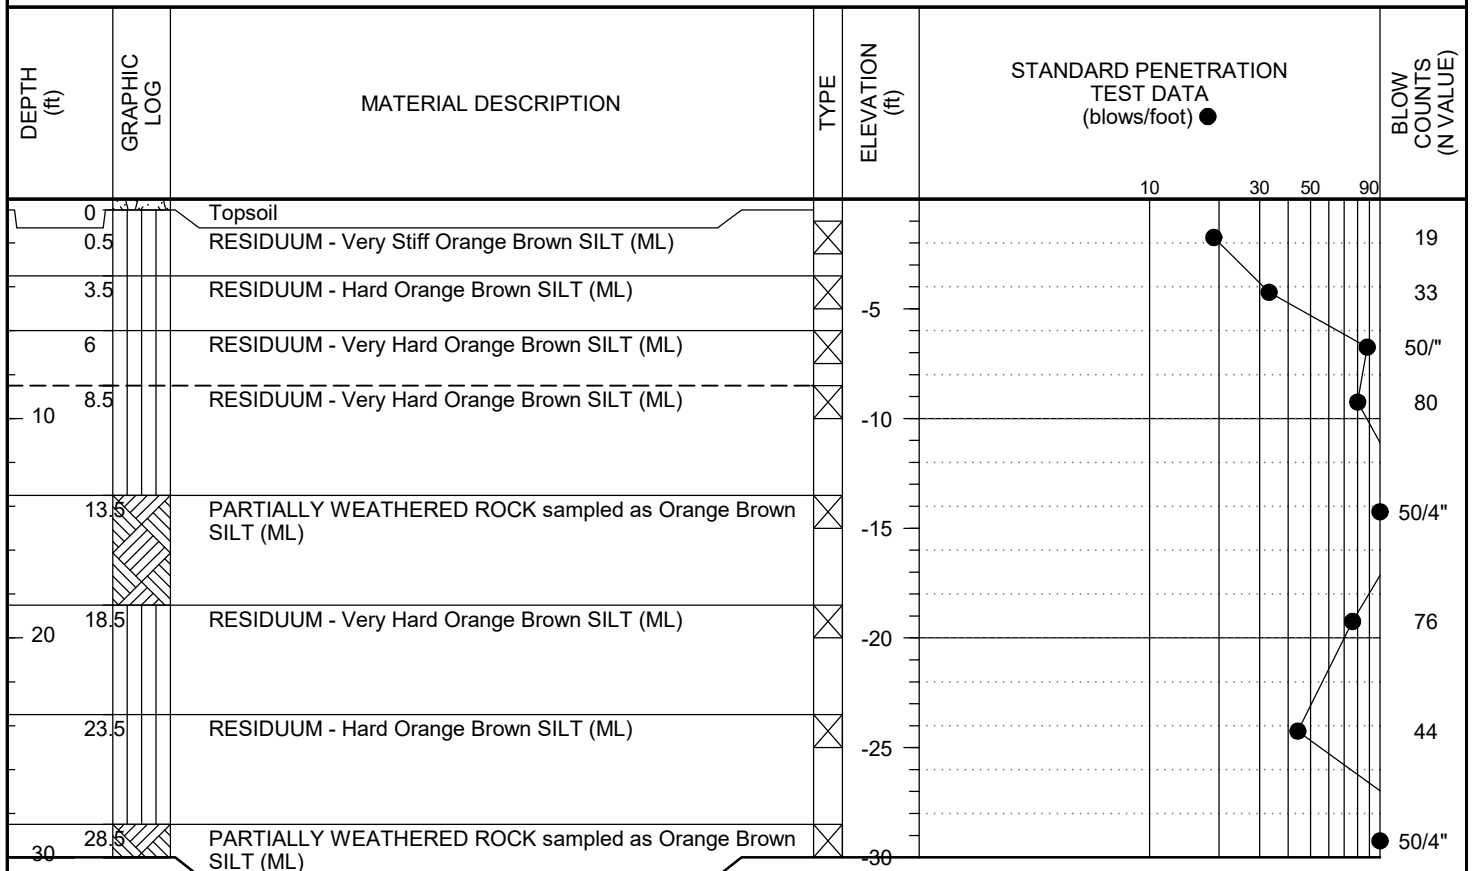 DEPTH
(ft)
GRAPHIC
LOG
MATERIAL DESCRIPTION
TYPE
ELEVATION
(ft)
STANDARD PENETRATION
TEST DATA
(blows/foot)
BLOW
COUNTS
(N VALUE)
10 30 50 90
0 Topsoil
0.5 RESIDUUM - Very Stiff Orange Brown SILT (ML) 19
3.5 RESIDUUM - Hard Orange Brown SILT (ML) 33
-5
6 RESIDUUM - Very Hard Orange Brown SILT (ML) 50/"
8.5 RESIDUUM - Very Hard Orange Brown SILT (ML) 80
10 -10
13.5 PARTIALLY WEATHERED ROCK sampled as Orange Brown 50/4"
SILT (ML) -15
18.5 RESIDUUM - Very Hard Orange Brown SILT (ML) 76
20 -20
23.5 RESIDUUM - Hard Orange Brown SILT (ML) 44
-25
28.5 PARTIALLY WEATHERED ROCK sampled as Orange Brown 50/4"
30 SILT (ML) -30